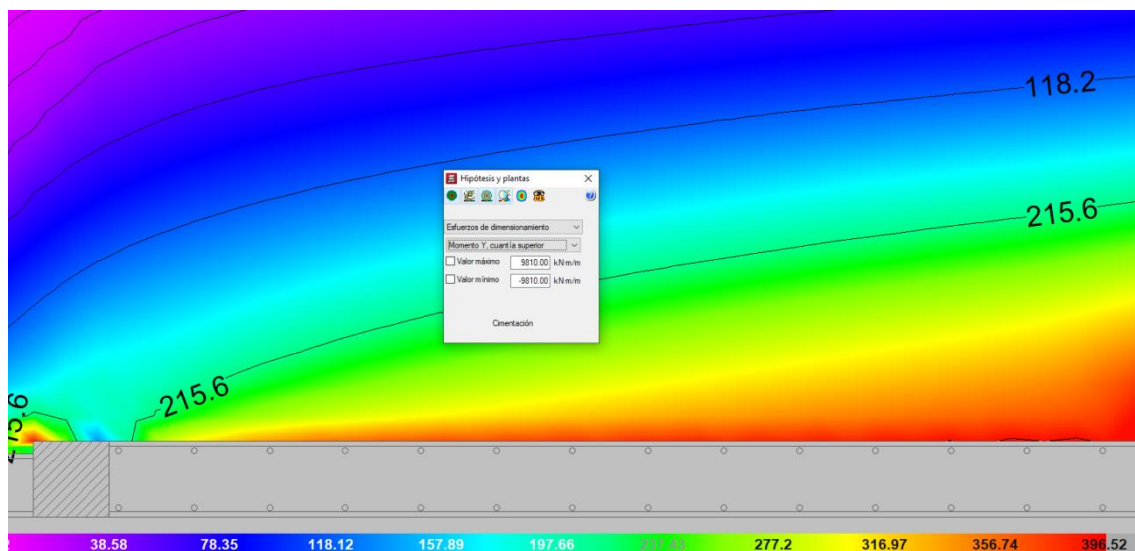 118.2
215.6
Hipótesis y plantas
Esfuerzos de dimensionamiento
Momento Y, cuantía superior
Valor máximo 9810.00 kN·m/m
Valor mínimo -9810.00 kN·m/m
Cimentación
215.6
38.58 78.35 118.12 157.89 197.66 277.2 316.97 356.74 396.52